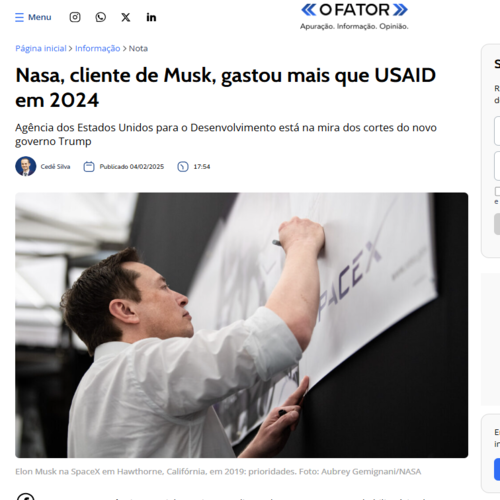 Menu
O FATOR
Apuração. Informação. Opinião.
Página inicial > Informação > Nota
Nasa, cliente de Musk, gastou mais que USAID
em 2024
Agência dos Estados Unidos para o Desenvolvimento está na mira dos cortes do novo
governo Trump
Cedê Silva
Publicado 04/02/2025
17:54
SPACEX
Elon Musk na SpaceX em Hawthorne, Califórnia, em 2019: prioridades. Foto: Aubrey Gemignani/NASA